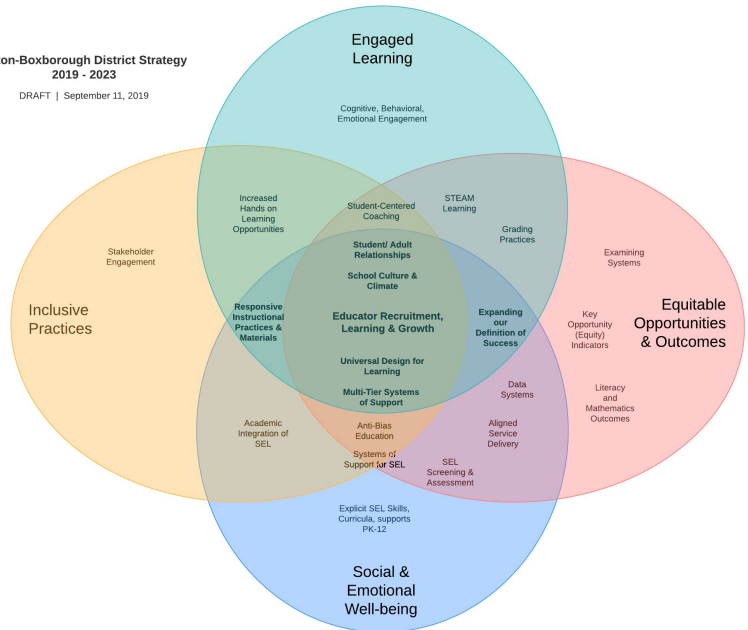 ton-Boxborough District Strategy
2019 - 2023
DRAFT | September 11, 2019
Engaged
Learning
Cognitive, Behavioral,
Emotional Engagement
Increased
Hands on
Learning
Opportunities
Student-Centered
Coaching
STEAM
Learning
Grading
Practices
Stakeholder
Engagement
Student/ Adult
Relationships
School Culture &
Climate
Examining
Systems
Inclusive
Practices
Responsive
Instructional
Practices &
Materials
Educator Recruitment,
Learning & Growth
Expanding
our
Definition of
Success
Key
Opportunity
(Equity)
Indicators
Equitable
Opportunities
& Outcomes
Universal Design for
Learning
Multi-Tier Systems
of Support
Data
Systems
Literacy
and
Mathematics
Outcomes
Academic
Integration of
SEL
Anti-Bias
Education
Aligned
Service
Delivery
Systems of
Support for SEL
SEL
Screening &
Assessment
Explicit SEL Skills,
Curricula, supports
PK-12
Social &
Emotional
Well-being